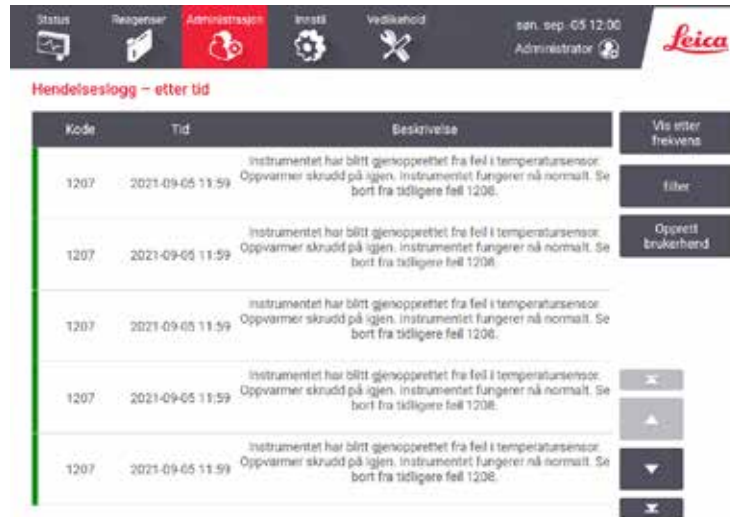 Status Reagenser Administrasjon Innstil Vedlikehold søn. sep.-05 12:00
Administrator
Leica
Hendelseslogg – etter tid
Kode Tid Beskrivelse
Vis etter
frekvens
filter
Opprett
brukerhend
Instrumentet har blitt gjenopprettet fra feil i temperatursensor.
1207 2021-09-05 11:59 Oppvarmer skrudd på igjen. Instrumentet fungerer nå normalt. Se
bort fra tidligere feil 1208.
Instrumentet har blitt gjenopprettet fra feil i temperatursensor.
1207 2021-09-05 11:59 Oppvarmer skrudd på igjen. Instrumentet fungerer nå normalt. Se
bort fra tidligere feil 1208.
Instrumentet har blitt gjenopprettet fra feil i temperatursensor.
1207 2021-09-05 11:59 Oppvarmer skrudd på igjen. Instrumentet fungerer nå normalt. Se
bort fra tidligere feil 1208.
Instrumentet har blitt gjenopprettet fra feil i temperatursensor.
1207 2021-09-05 11:59 Oppvarmer skrudd på igjen. Instrumentet fungerer nå normalt. Se
bort fra tidligere feil 1208.
Instrumentet har blitt gjenopprettet fra feil i temperatursensor.
1207 2021-09-05 11:59 Oppvarmer skrudd på igjen. Instrumentet fungerer nå normalt. Se
bort fra tidligere feil 1208.